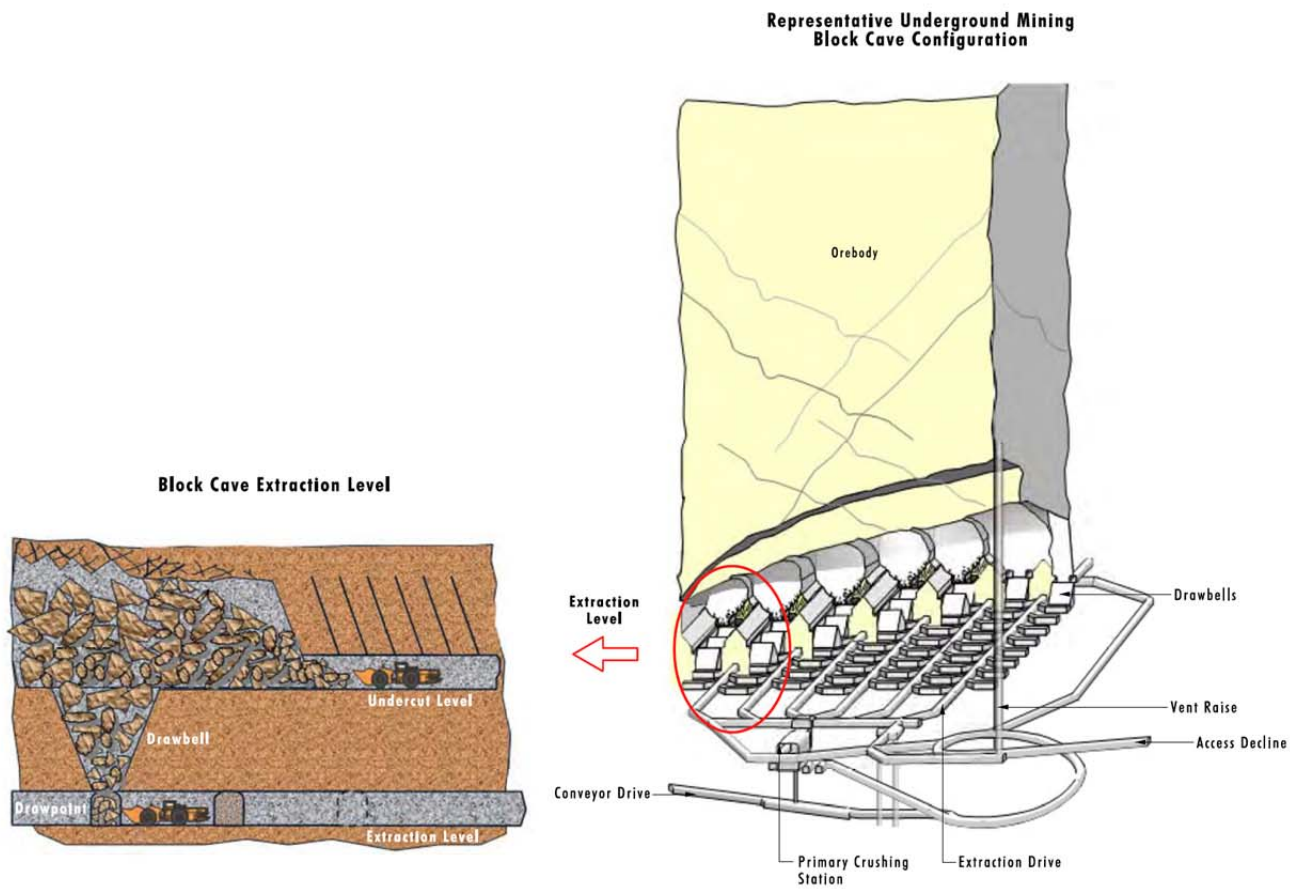 Representative Underground Mining
Block Cave Configuration
Orebody
Block Cave Extraction Level
Extraction
Level
Drawbells
Undercut Level
Drawbell
Vent Raise
Access Decline
Conveyor Drive
Drawpoint
Extraction Level
Primary Crushing
Station
Extraction Drive